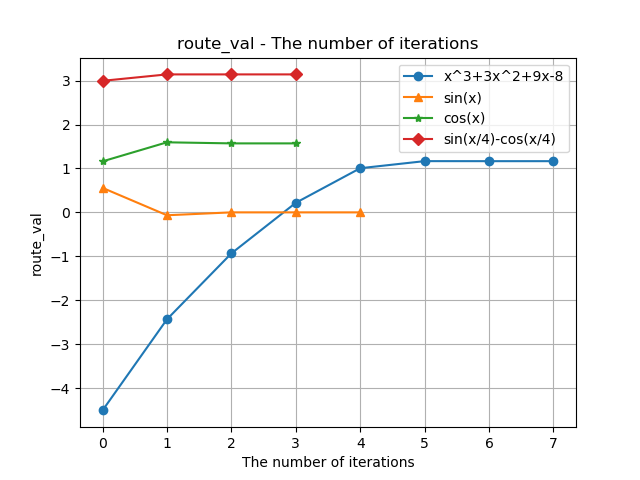 route_val - The number of iterations
x^3+3x^2+9x-8
sin(x)
cos(x)
sin(x/4)-cos(x/4)
3
2
1
0
−1
−2
−3
−4
route_val
0 1 2 3 4 5 6 7
The number of iterations